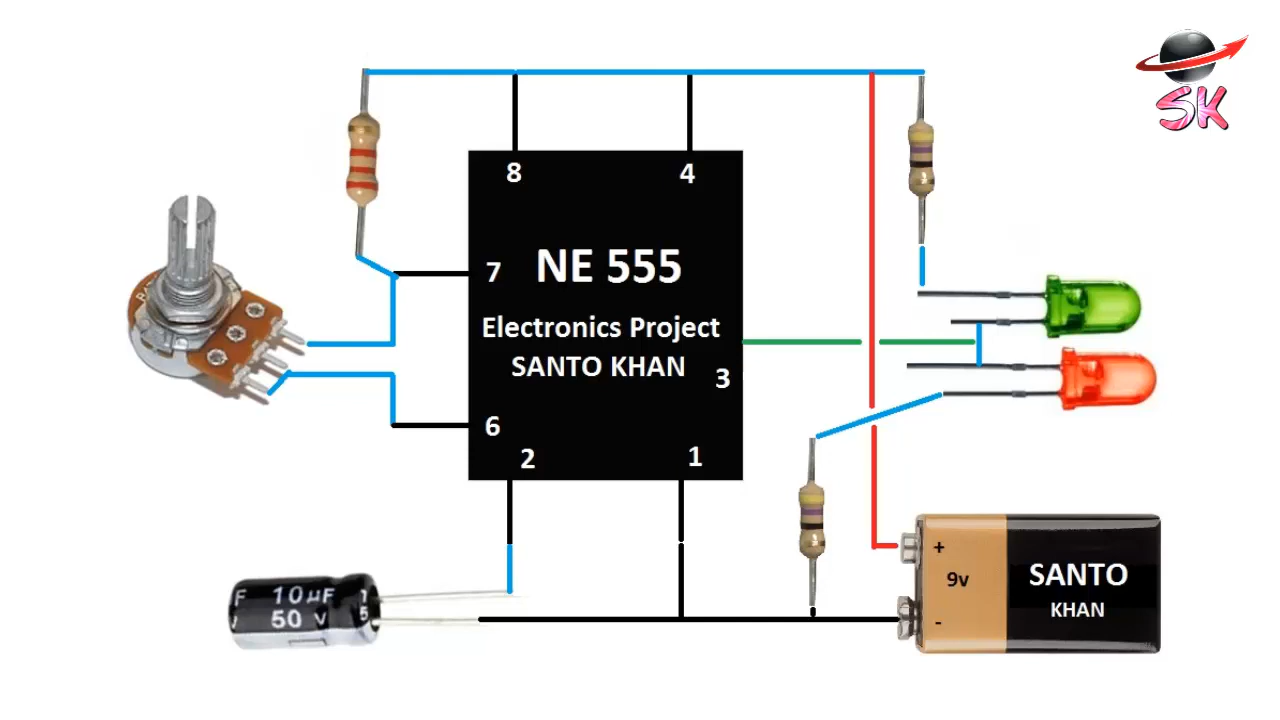 SK
8
4
7
NE 555
Electronics Project
SANTO KHAN
3
6
2
1
10µF
50 v
+
9v
-
SANTO
KHAN